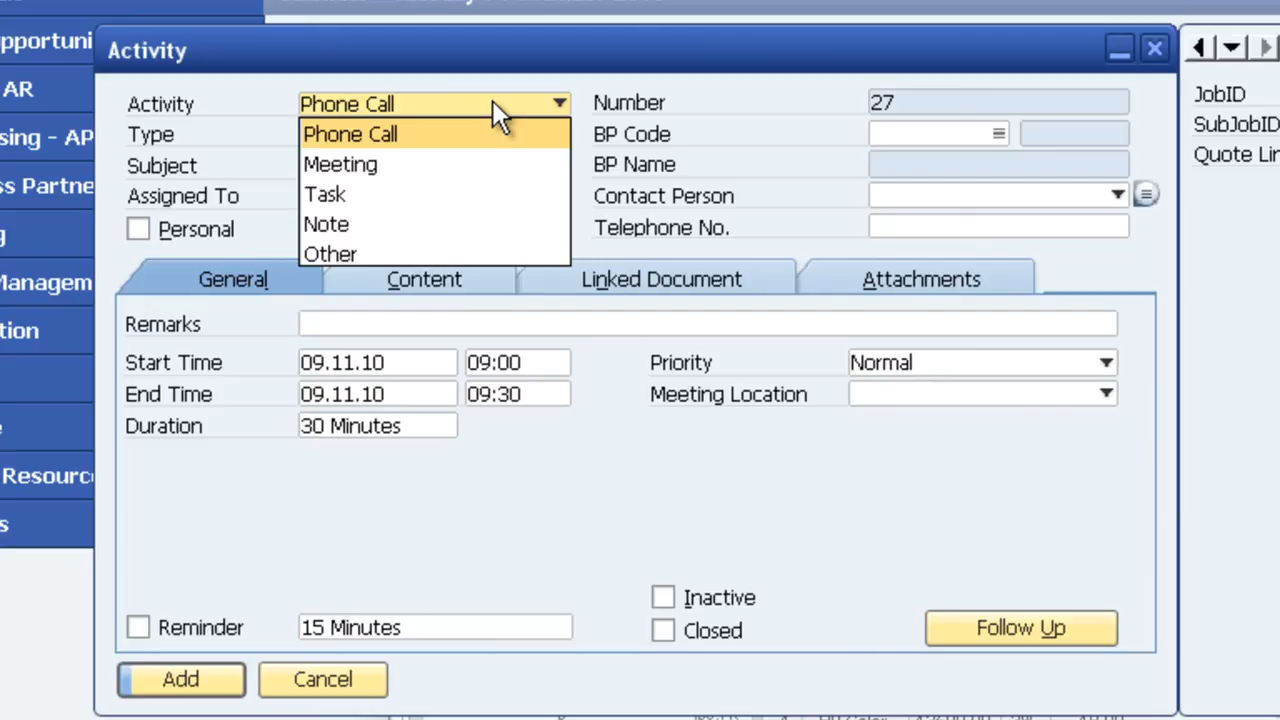 pportuni
AR
sing - AP
ss Partne
g
Managem
tion
e
Resourc
s
Activity
Activity Phone Call
Phone Call
Meeting
Task
Note
Other
Type
Subject
Assigned To
Personal
Number 27
BP Code
BP Name
Contact Person
Telephone No.
General Content Linked Document Attachments
Remarks
Start Time 09.11.10 09:00
End Time 09.11.10 09:30
Duration 30 Minutes
Priority Normal
Meeting Location
Inactive
Closed
Reminder 15 Minutes
Follow Up
Add Cancel
JobID
SubJobID
Quote Lin